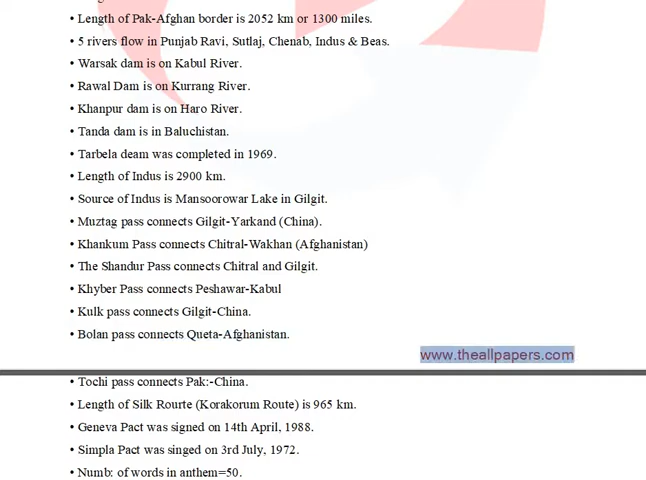 • Length of Pak-Afghan border is 2052 km or 1300 miles.
• 5 rivers flow in Punjab Ravi, Sutlaj, Chenab, Indus & Beas.
• Warsak dam is on Kabul River.
• Rawal Dam is on Kurrang River.
• Khanpur dam is on Haro River.
• Tanda dam is in Baluchistan.
• Tarbela deam was completed in 1969.
• Length of Indus is 2900 km.
• Source of Indus is Mansoorowar Lake in Gilgit.
• Muztag pass connects Gilgit-Yarkand (China).
• Khankum Pass connects Chitral-Wakhan (Afghanistan)
• The Shandur Pass connects Chitral and Gilgit.
• Khyber Pass connects Peshawar-Kabul
• Kulk pass connects Gilgit-China.
• Bolan pass connects Queta-Afghanistan.
www.theallpapers.com
• Tochi pass connects Pak:-China.
• Length of Silk Rourte (Korakorum Route) is 965 km.
• Geneva Pact was signed on 14th April, 1988.
• Simpla Pact was singed on 3rd July, 1972.
• Numb: of words in anthem=50.